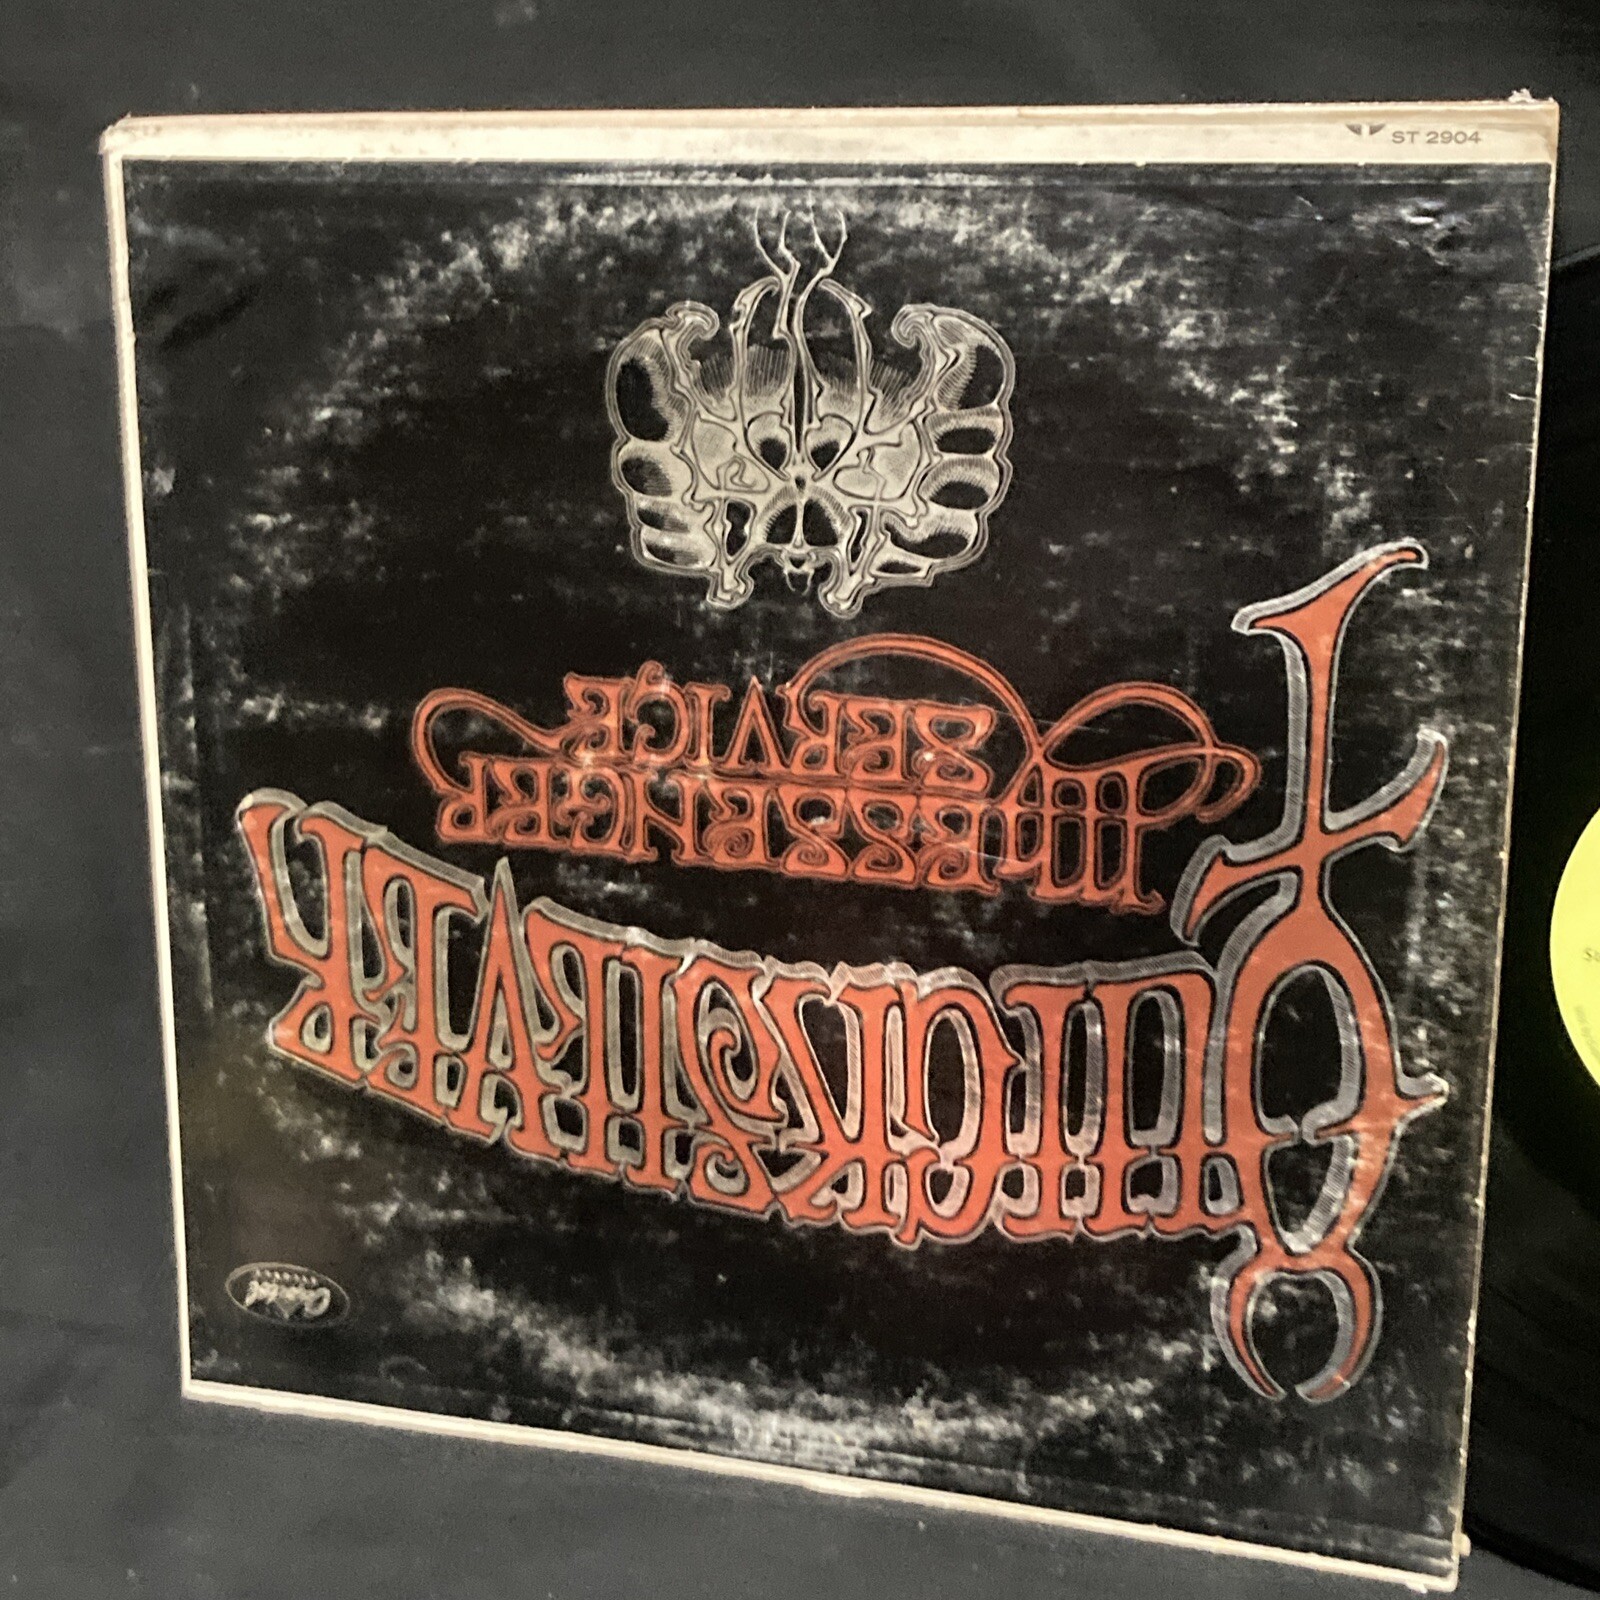 ST 2904
QUICKSILVER
MESSENGER
SERVICE
Capitol